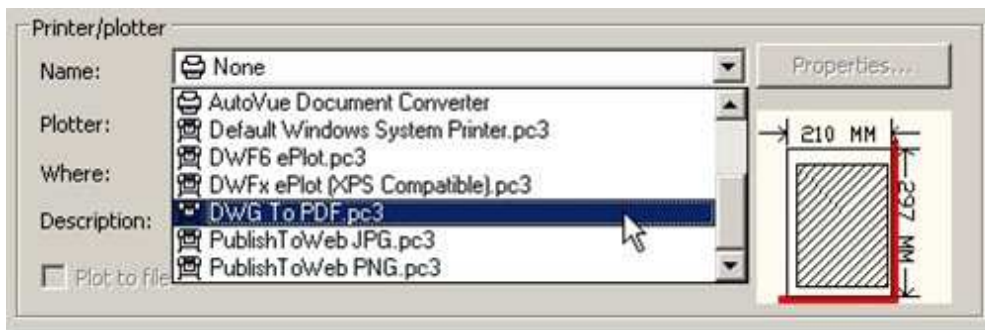 Printer/plotter
Name:
None
Properties...
AutoVue Document Converter
Plotter:
Default Windows System Printer.pc3
DWF6 ePlot.pc3
Where:
DWFx ePlot (XPS Compatible).pc3
Description:
DWG To PDF.pc3
PublishToWeb JPG.pc3
Plot to file
PublishToWeb PNG.pc3
210 MM
297 MM